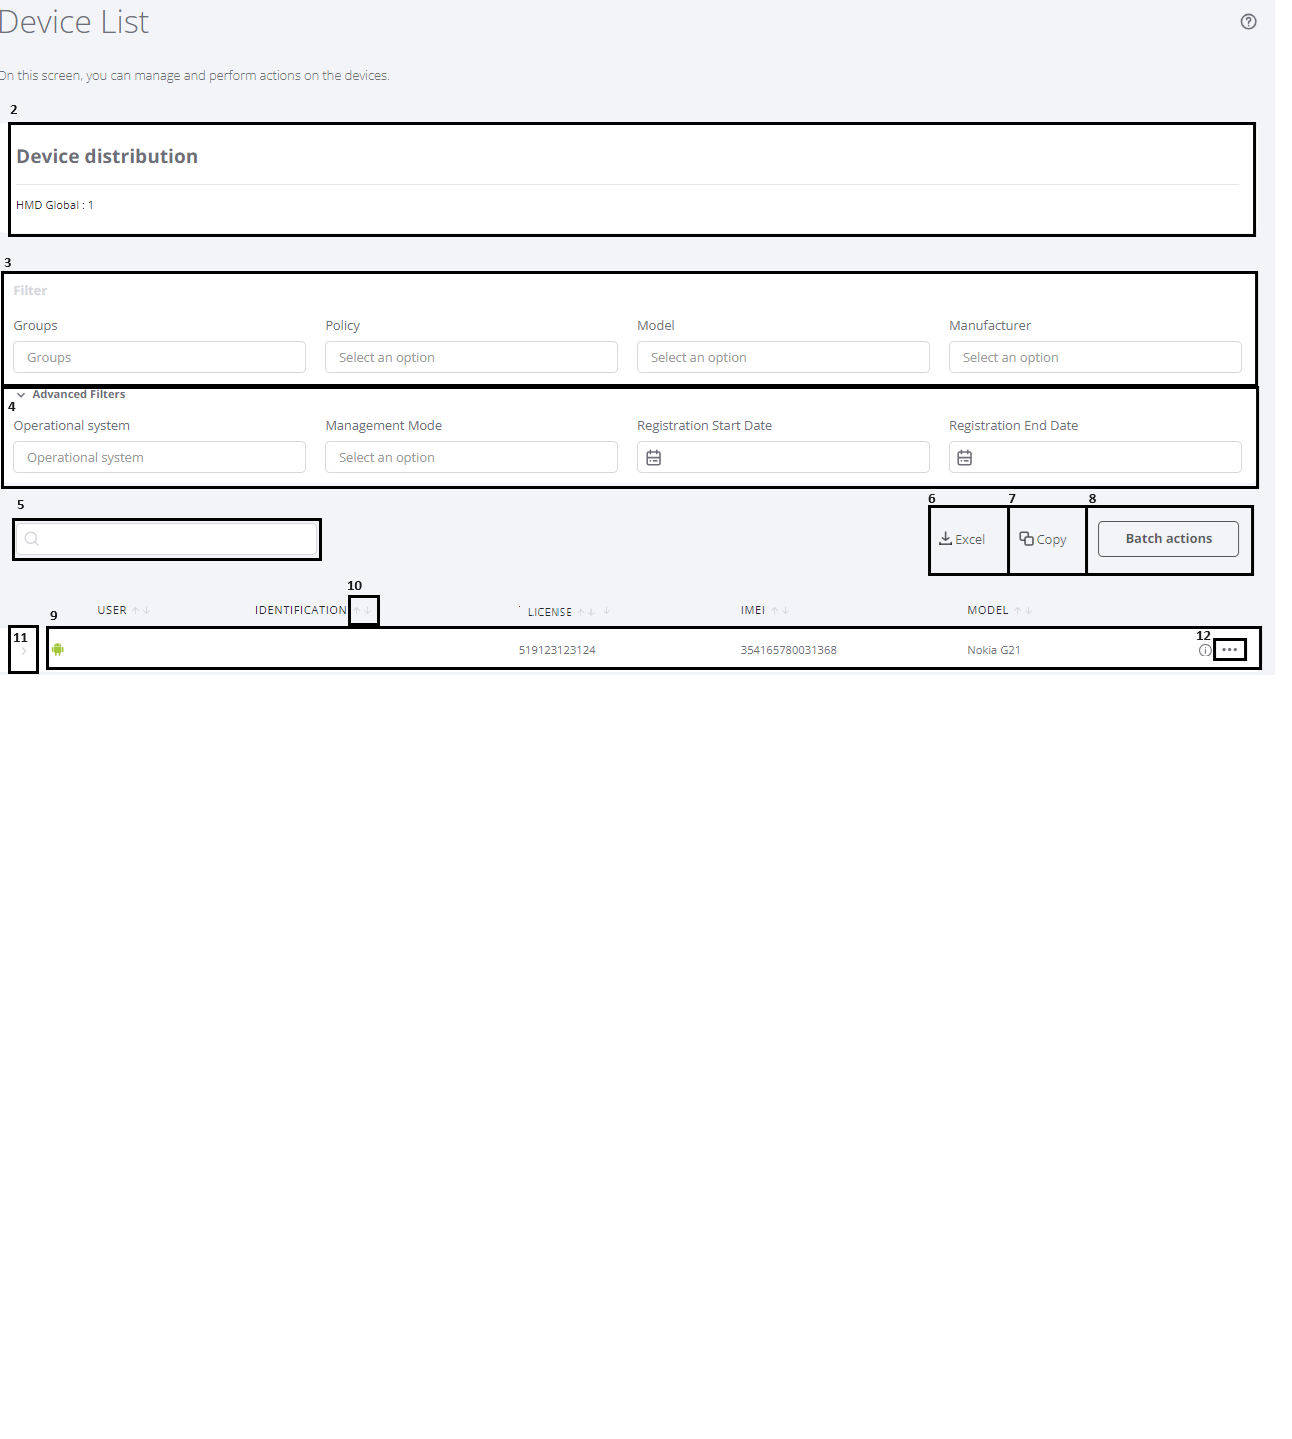 Device List
On this screen, you can manage and perform actions on the devices.
2
Device distribution
HMD Global : 1
3
Filter
Groups Policy Model Manufacturer
Groups Select an option Select an option Select an option
Advanced Filters
4
Operational system Management Mode Registration Start Date Registration End Date
Operational system Select an option
5 6 7 8
Excel Copy Batch actions
10
9 USER IDENTIFICATION LICENSE IMEI MODEL
11 12
519123123124 354165780031368 Nokia G21